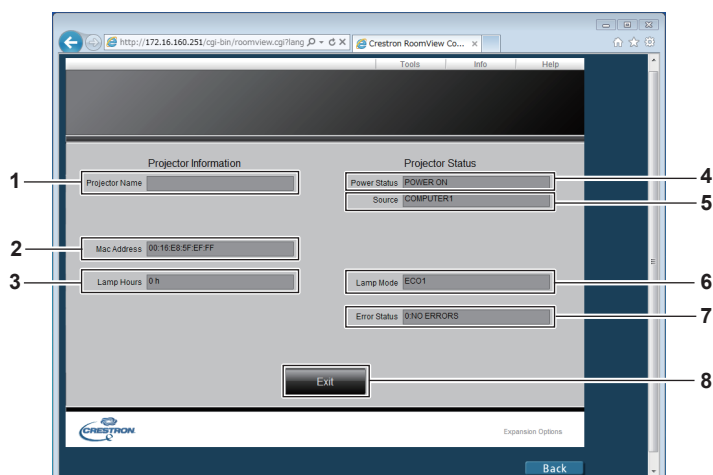 http://172.16.160.251/cgi-bin/roomview.cgi?lang
Crestron RoomView Co... ×
Tools Info Help
Projector Information Projector Status
1 Projector Name Power Status POWER ON 4
Source COMPUTER1 5
2 Mac Address 00:16:E8:5F:EF:FF
3 Lamp Hours 0 h Lamp Mode ECO1 6
Error Status 0:NO ERRORS 7
Exit 8
CRESTRON Expansion Options
Back